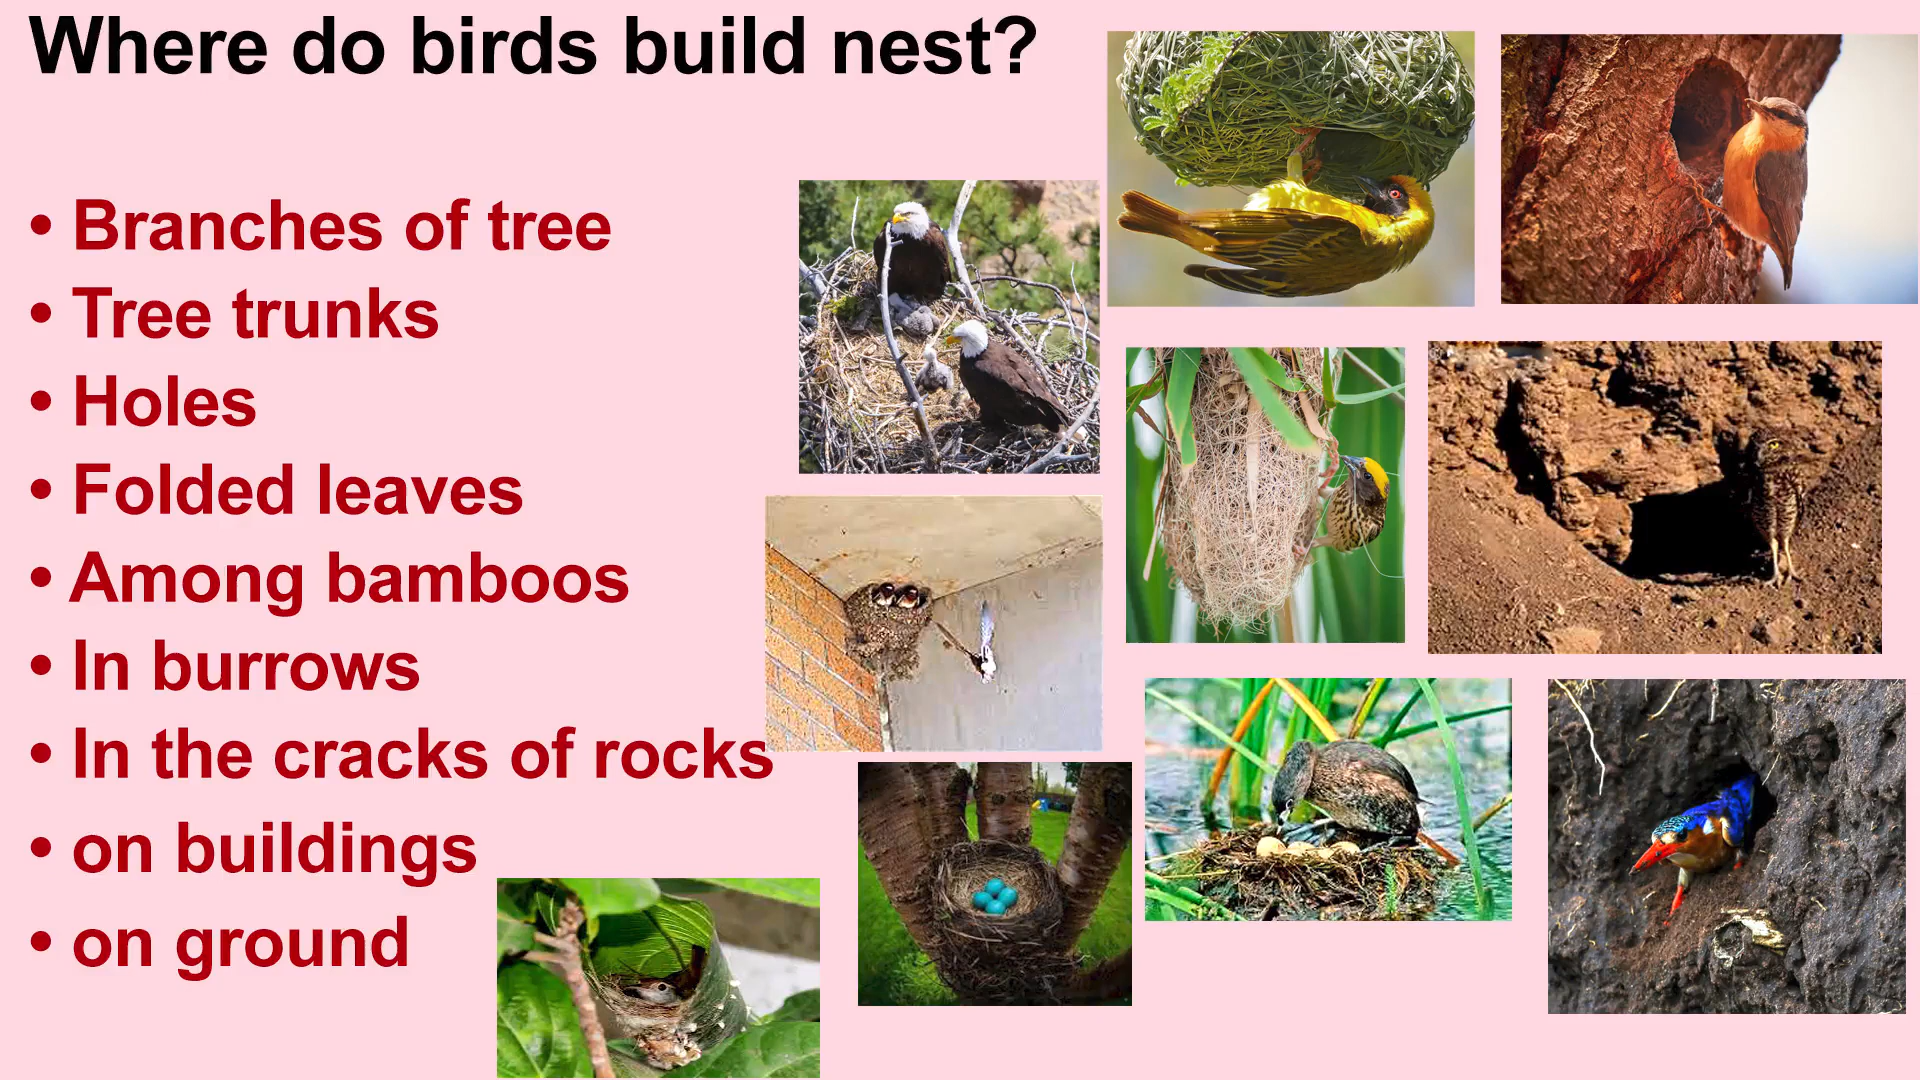 Where do birds build nest?
• Branches of tree
• Tree trunks
• Holes
• Folded leaves
• Among bamboos
• In burrows
• In the cracks of rocks
• on buildings
• on ground